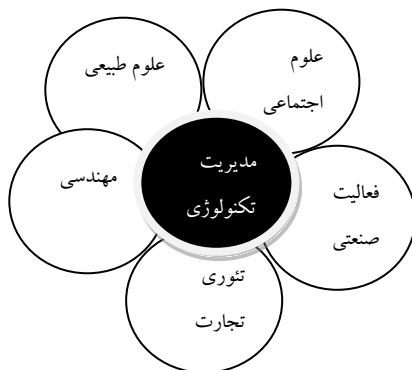 علوم
اجتماعی
علوم طبیعی
مدیریت
تکنولوژی
فعالیت
صنعتی
مهندسی
تئوری
تجارت